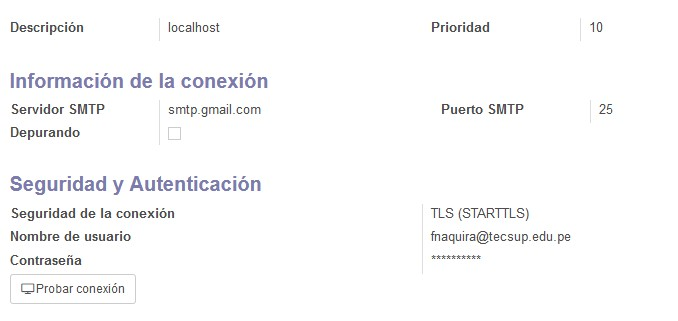 Descripción localhost Prioridad 10
Información de la conexión
Servidor SMTP smtp.gmail.com Puerto SMTP 25
Depurando
Seguridad y Autenticación
Seguridad de la conexión TLS (STARTTLS)
Nombre de usuario fnaquira@tecsup.edu.pe
Contraseña **********
Probar conexión